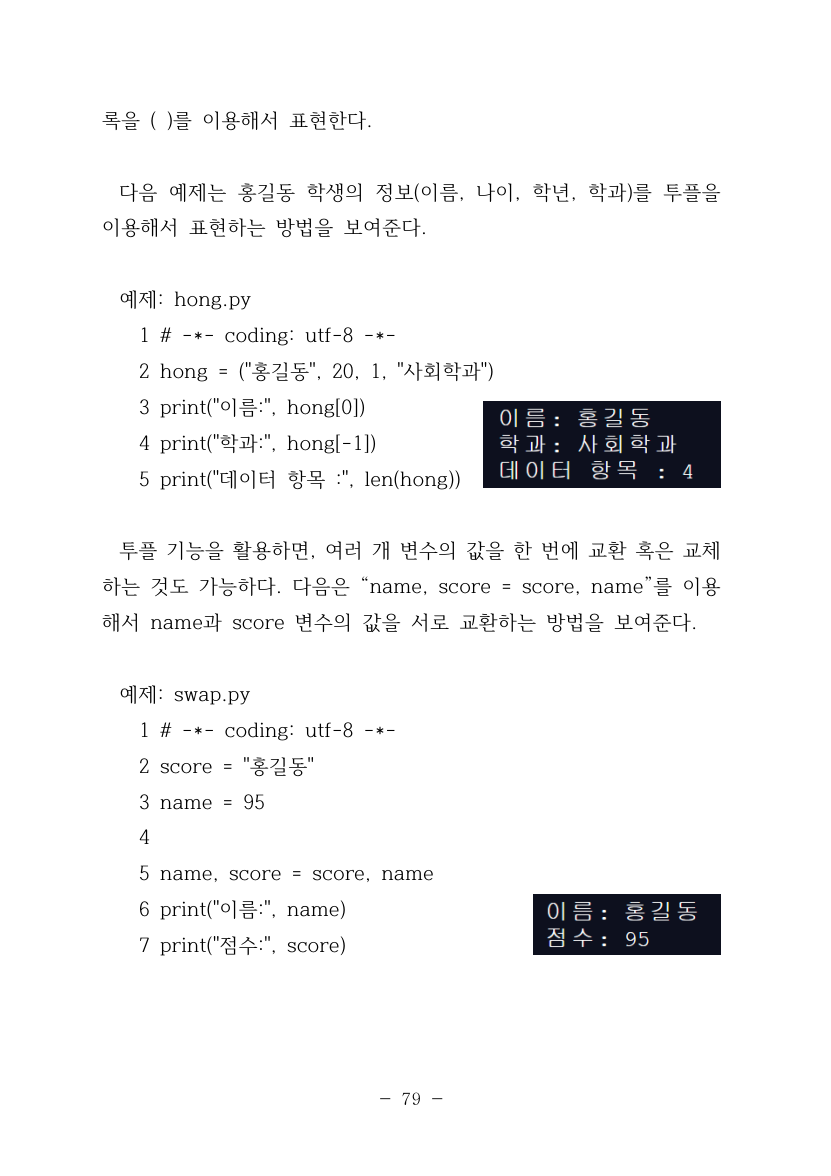 록을 ( )를 이용해서 표현한다.
다음 예제는 홍길동 학생의 정보(이름, 나이, 학년, 학과)를 투플을
이용해서 표현하는 방법을 보여준다.
예제: hong.py
1 # -*- coding: utf-8 -*-
2 hong = ("홍길동", 20, 1, "사회학과")
3 print("이름:", hong[0])
4 print("학과:", hong[-1])
5 print("데이터 항목 :", len(hong))
이름: 홍길동
학과: 사회학과
데이터 항목 : 4
투플 기능을 활용하면, 여러 개 변수의 값을 한 번에 교환 혹은 교체
하는 것도 가능하다. 다음은 “name, score = score, name”를 이용
해서 name과 score 변수의 값을 서로 교환하는 방법을 보여준다.
예제: swap.py
1 # -*- coding: utf-8 -*-
2 score = "홍길동"
3 name = 95
4
5 name, score = score, name
6 print("이름:", name)
7 print("점수:", score)
이름: 홍길동
점수: 95
- 79 -